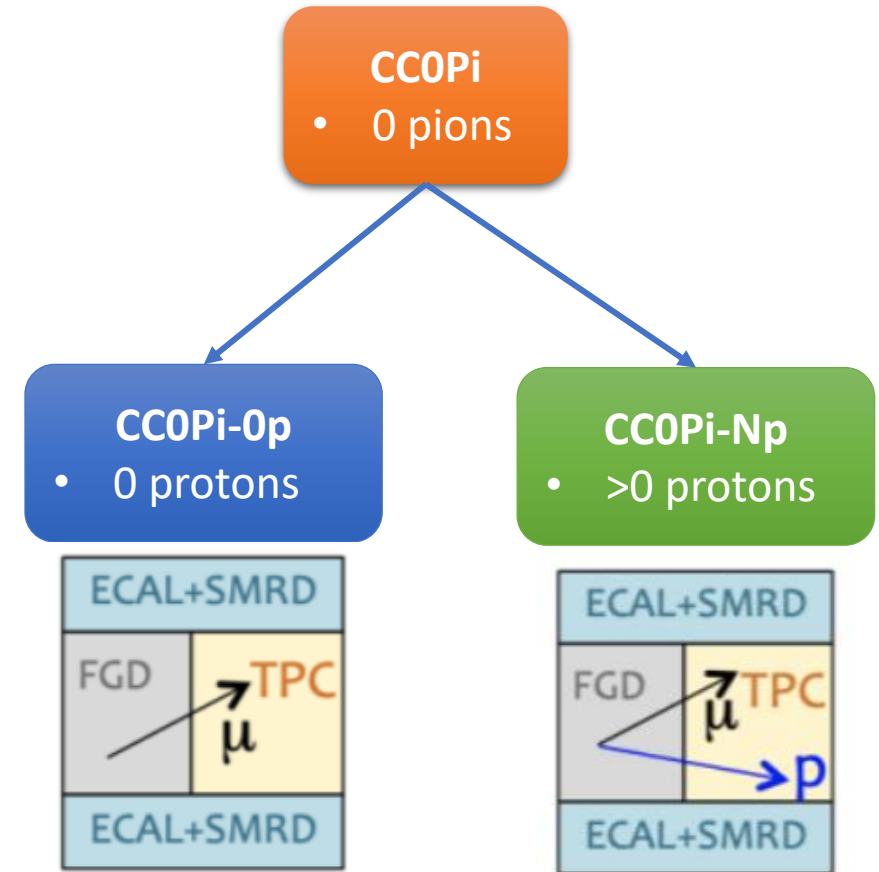 CC0Pi
• 0 pions
CC0Pi-0p
• 0 protons
CC0Pi-Np
• >0 protons
ECAL+SMRD
FGD
TPC
μ
ECAL+SMRD
ECAL+SMRD
FGD
TPC
μ
p
ECAL+SMRD